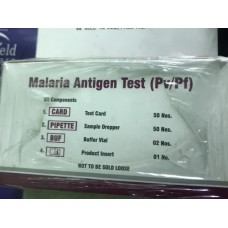 eld
Malaria Antigen Test (Pv/Pf)
Kit Components
1. CARD Test Card 50 Nos.
2. PIPETTE Sample Dropper 50 Nos.
3. BUF Buffer Vial 02 Nos.
4. Product Insert 01 No.
NOT TO BE SOLD LOOSE